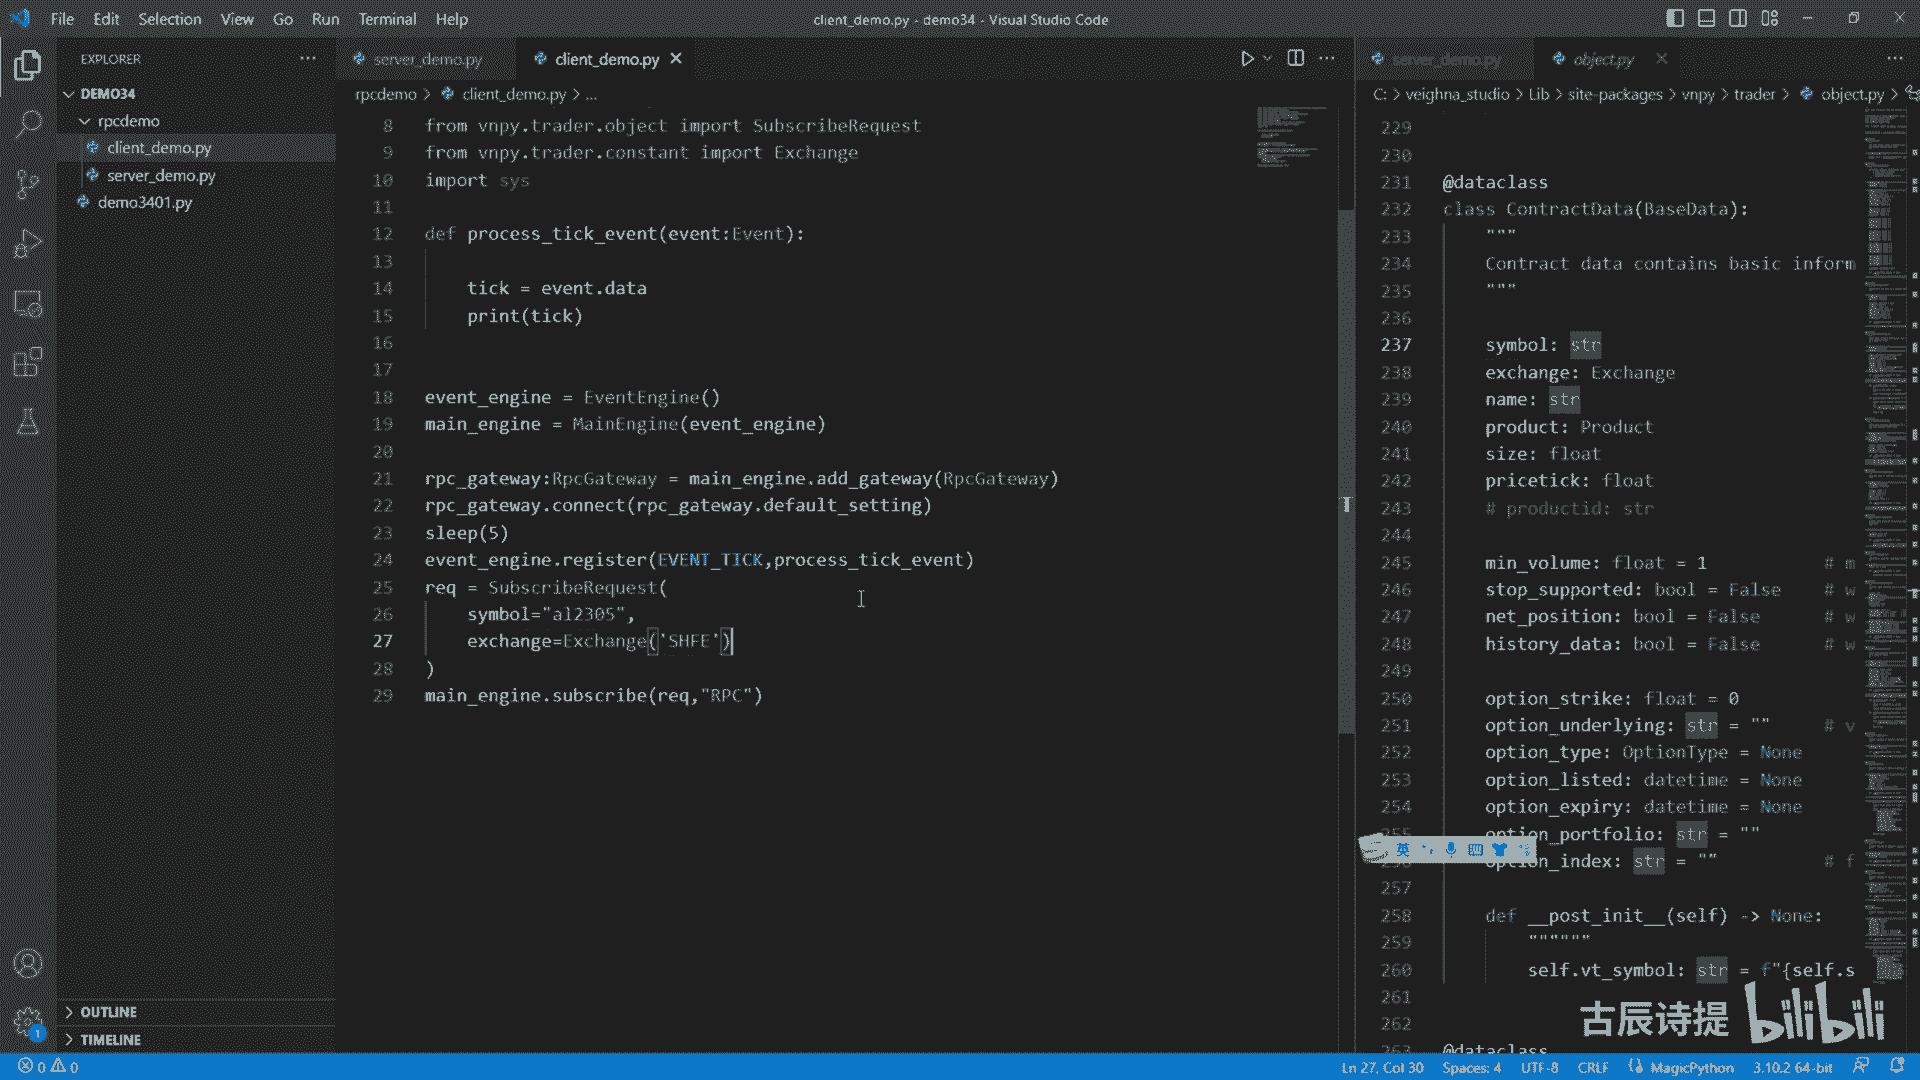 File Edit Selection View Go Run Terminal Help
client_demo.py - demo34 - Visual Studio Code
EXPLORER
DEMO34
rpcdemo
client_demo.py
server_demo.py
demo3401.py
OUTLINE
TIMELINE
server_demo.py
client_demo.py
rpcdemo > client_demo.py > ...
8 from vnpy.trader.object import SubscribeRequest
9 from vnpy.trader.constant import Exchange
10 import sys
11
12 def process_tick_event(event:Event):
13
14 tick = event.data
15 print(tick)
16
17
18 event_engine = EventEngine()
19 main_engine = MainEngine(event_engine)
20
21 rpc_gateway:RpcGateway = main_engine.add_gateway(RpcGateway)
22 rpc_gateway.connect(rpc_gateway.default_setting)
23 sleep(5)
24 event_engine.register(EVENT_TICK,process_tick_event)
25 req = SubscribeRequest(
26 symbol="al2305",
27 exchange=Exchange('SHFE')
28 )
29 main_engine.subscribe(req,"RPC")
server_demo.py
object.py
C: > veighna_studio > Lib > site-packages > vnpy > trader > object.py >
229
230
231 @dataclass
232 class ContractData(BaseData):
233 """
234 Contract data contains basic inform
235 """
236
237 symbol: str
238 exchange: Exchange
239 name: str
240 product: Product
241 size: float
242 pricetick: float
243 # productid: str
244
245 min_volume: float = 1 # m
246 stop_supported: bool = False # w
247 net_position: bool = False # w
248 history_data: bool = False # w
249
250 option_strike: float = 0
251 option_underlying: str = "" # v
252 option_type: OptionType = None
253 option_listed: datetime = None
254 option_expiry: datetime = None
255 option_portfolio: str = ""
option_index: str = "" # f
英
257
258 def __post_init__(self) -> None:
259 """"""
260 self.vt_symbol: str = f"{self.s
261
262
263 @dataclass
古辰诗提 bilibili
0 0
1
Ln 27, Col 30 Spaces: 4 UTF-8 CRLF MagicPython 3.10.2 64-bit